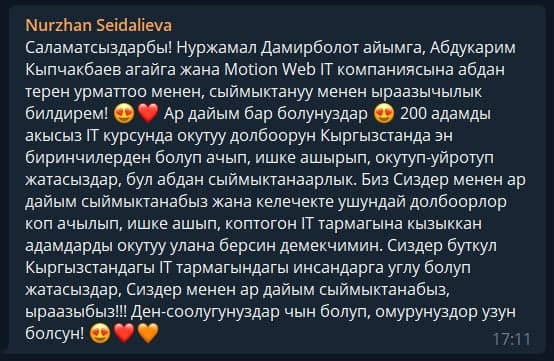 Nurzhan Seidalieva
Саламатсыздарбы! Нуржамал Дамирболот айымга, Абдукарим
Кыпчакбаев агайга жана Motion Web IT компаниясына абдан
терен урматтоо менен, сыймыктануу менен ыраазычылык
билдирем! 😍❤️ Ар дайым бар болунуздар 😍 200 адамды
акысыз IT курсунда окутуу долбоорун Кыргызстанда эн
биринчилерден болуп ачып, ишке ашырып, окутуп-уйротуп
жатасыздар, бул абдан сыймыктанаарлык. Биз Сиздер менен ар
дайым сыймыктанабыз жана келечекте ушундай долбоорлор
коп ачылып, ишке ашып, коптогон IT тармагына кызыккан
адамдарды окутуу улана берсин демекчимин. Сиздер буткул
Кыргызстандагы IT тармагындагы инсандарга углу болуп
жатасыздар, Сиздер менен ар дайым сыймыктанабыз,
ыраазыбыз!!! Ден-соолугунуздар чын болуп, омурунуздор узун
болсун! 😍❤️🧡
17:11